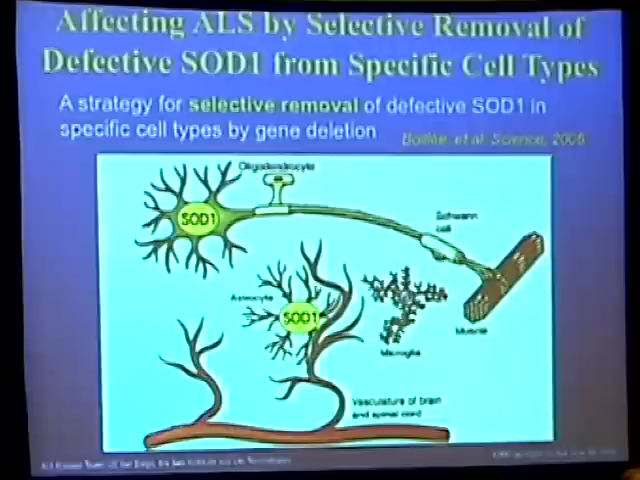 Affecting ALS by Selective Removal of
Defective SOD1 from Specific Cell Types
A strategy for selective removal of defective SOD1 in
specific cell types by gene deletion
et al. Science,
Oligodendrocyte
SOD1
Schwann
cell
Astrocyte
SOD1
Muscle
Microglia
Vasculature of brain
and spinal cord